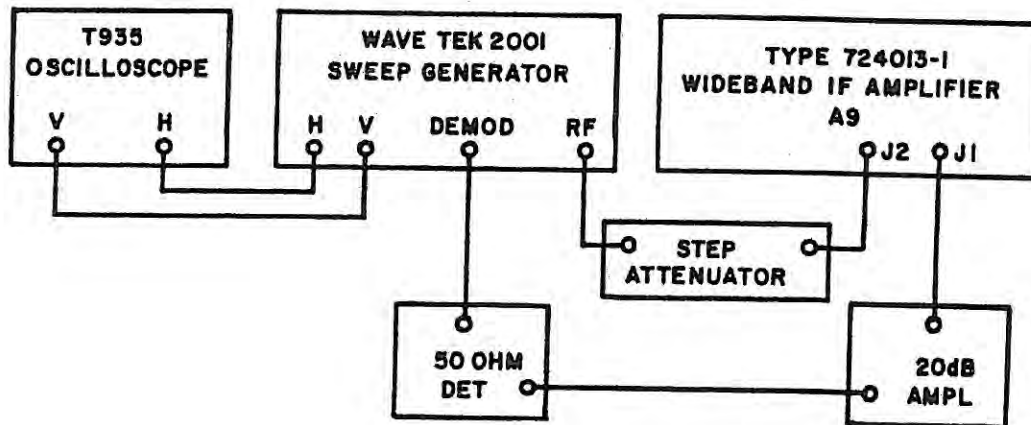 T935
OSCILLOSCOPE
V H
WAVE TEK 2001
SWEEP GENERATOR
H V DEMOD RF
TYPE 724013-1
WIDEBAND IF AMPLIFIER
A9
J2 J1
STEP
ATTENUATOR
50 OHM
DET
20dB
AMPL